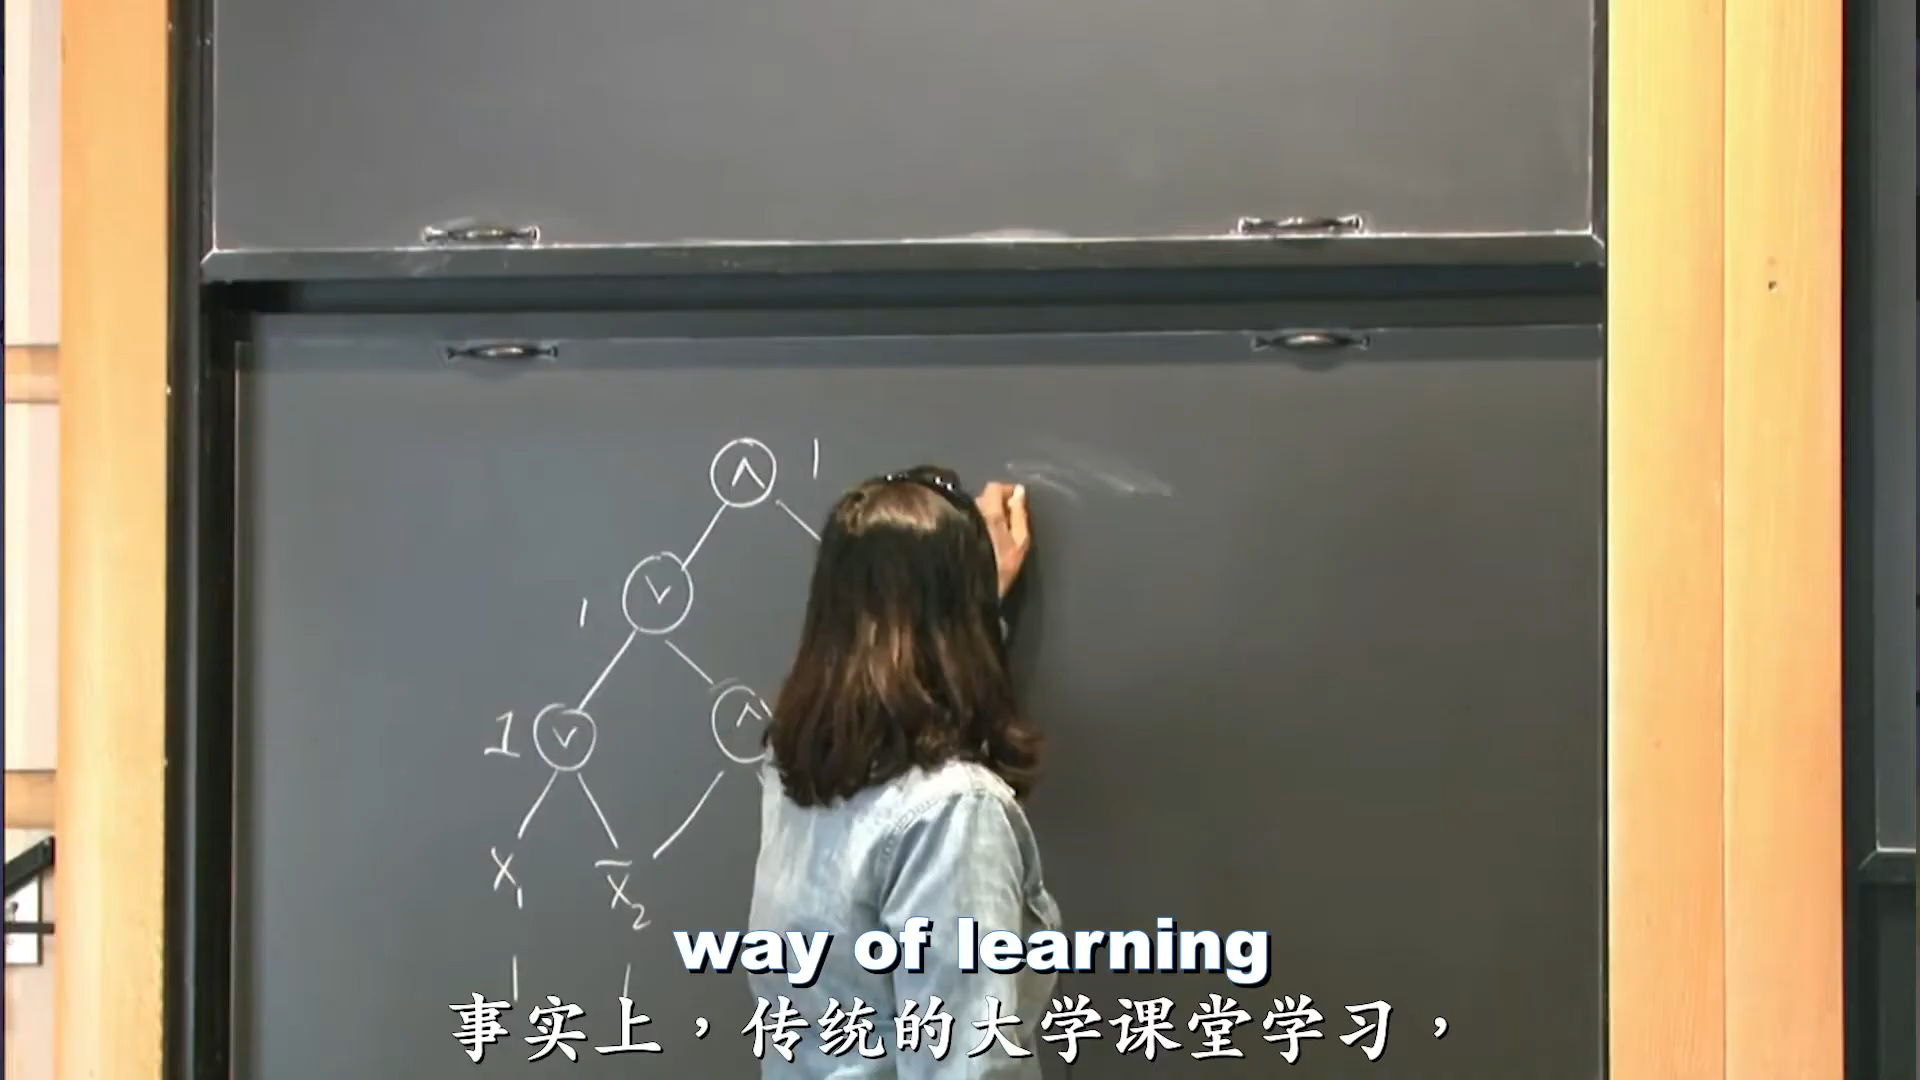 ∧ 1
1 ∨
1 ∨ ∧
x₁ x̄₂
1 1
way of learning
事实上，传统的大学课堂学习，